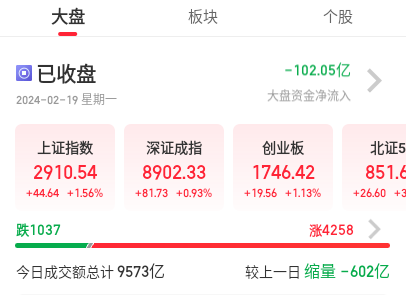 大盘 板块 个股
已收盘
-102.05亿
2024-02-19 星期一
大盘资金净流入
上证指数 深证成指 创业板 北证5
2910.54 8902.33 1746.42 851.6
+44.64 +1.56% +81.73 +0.93% +19.56 +1.13% +26.60 +3
跌1037 涨4258
今日成交额总计 9573亿 较上一日 缩量 -602亿